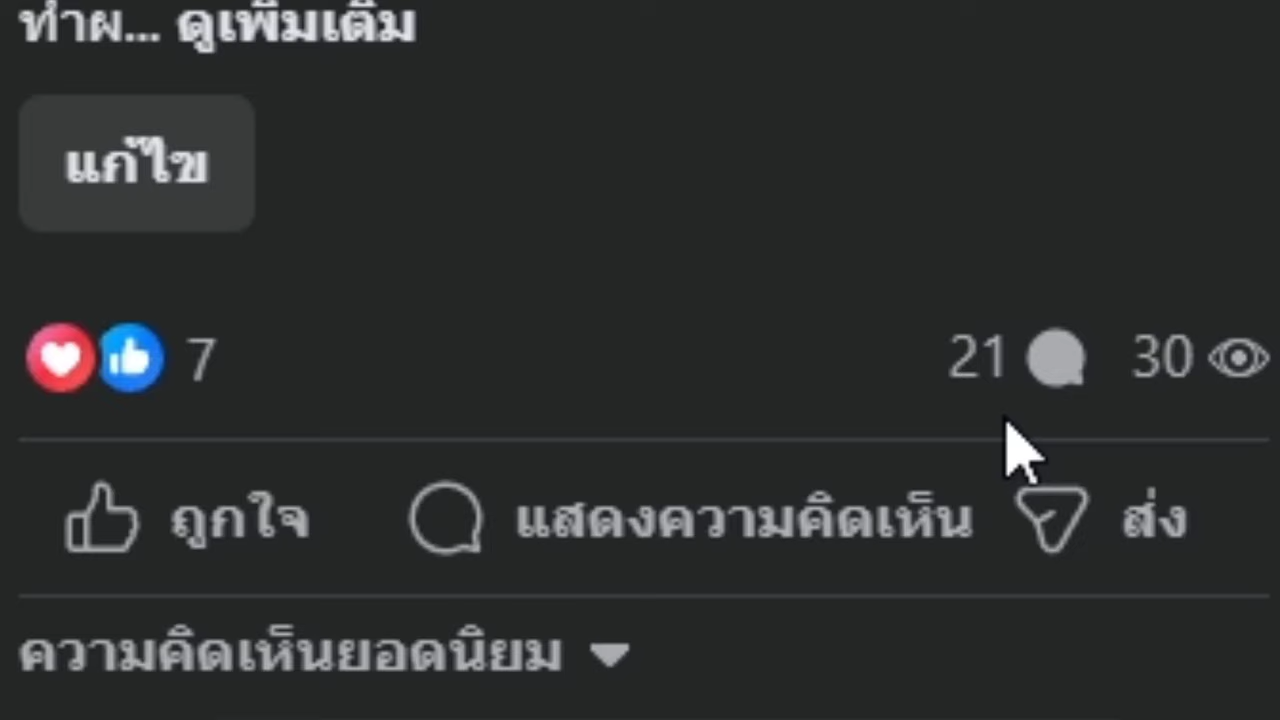 ทำผ... ดูเพิ่มเติม
แก้ไข
7 21 30
ถูกใจ แสดงความคิดเห็น ส่ง
ความคิดเห็นยอดนิยม